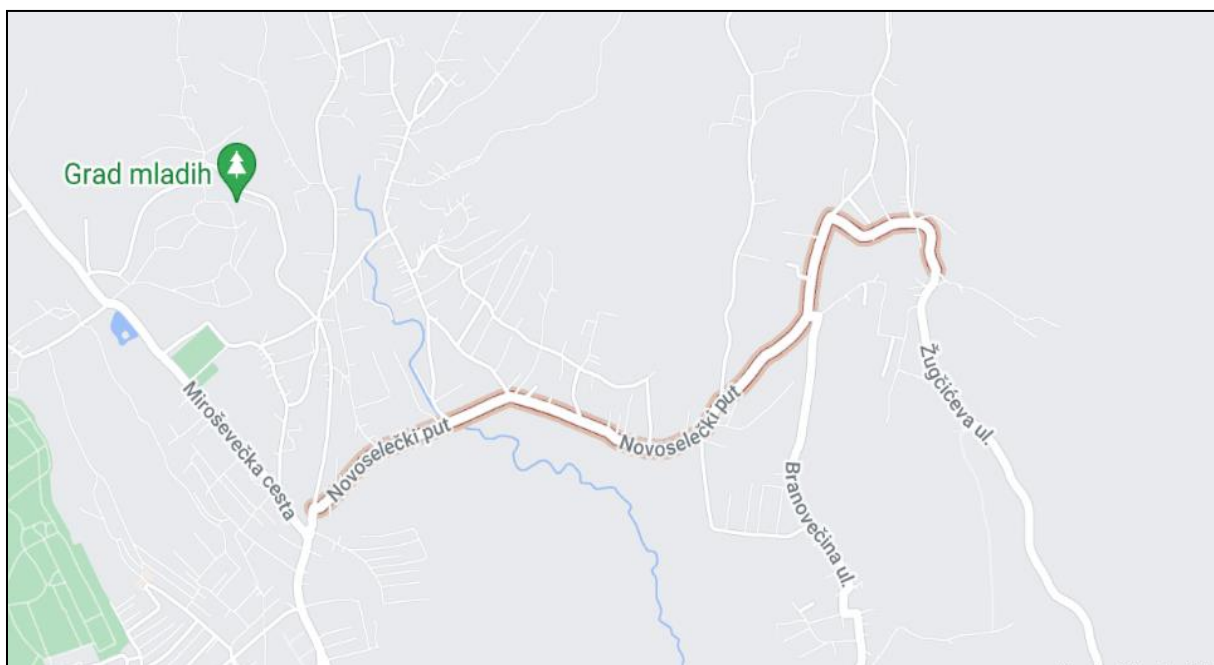 Grad mladih
Miroševečka cesta
Novoselečki put
Novoselečki put
Branovečina ul.
Žugčićeva ul.